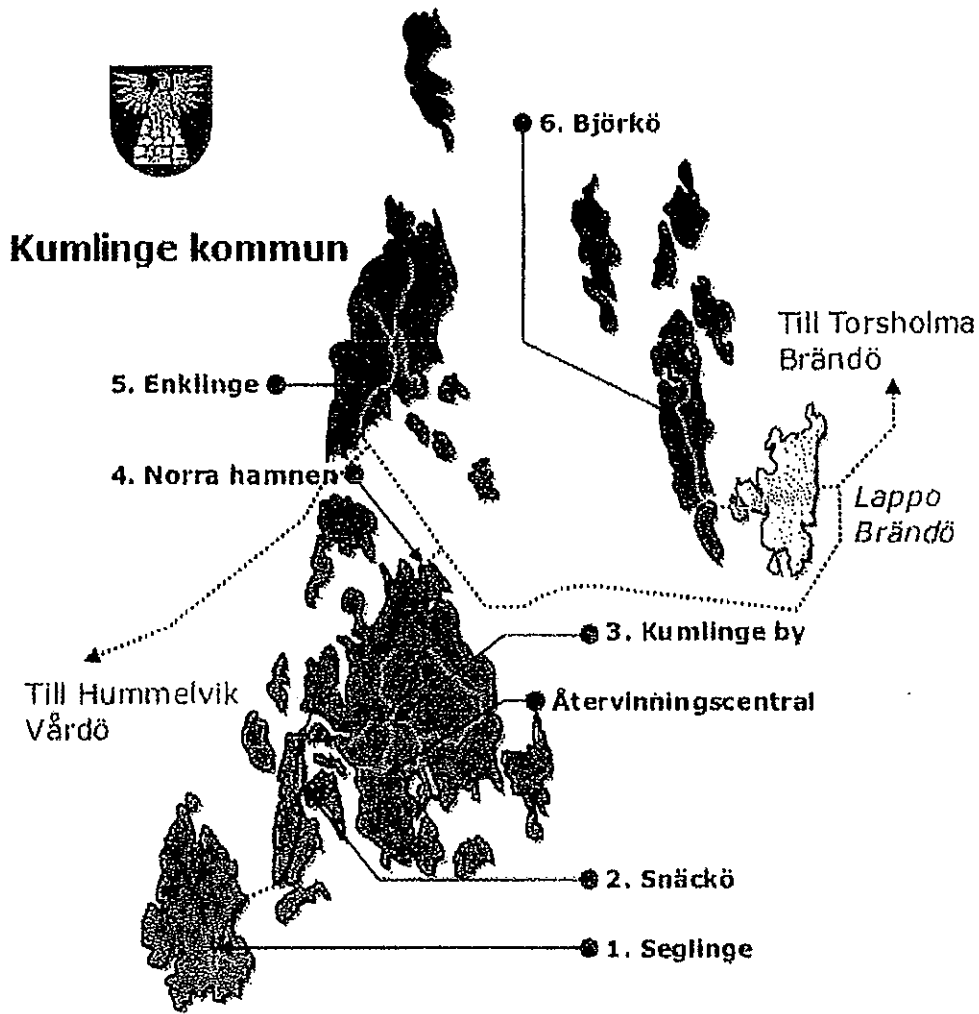 6. Björkö
Kumlinge kommun
Till Torsholma
Brändö
5. Enklinge
4. Norra hamnen
Lappo
Brändö
3. Kumlinge by
Till Hummelvik
Vårdö
Återvinningscentral
2. Snäckö
1. Seglinge